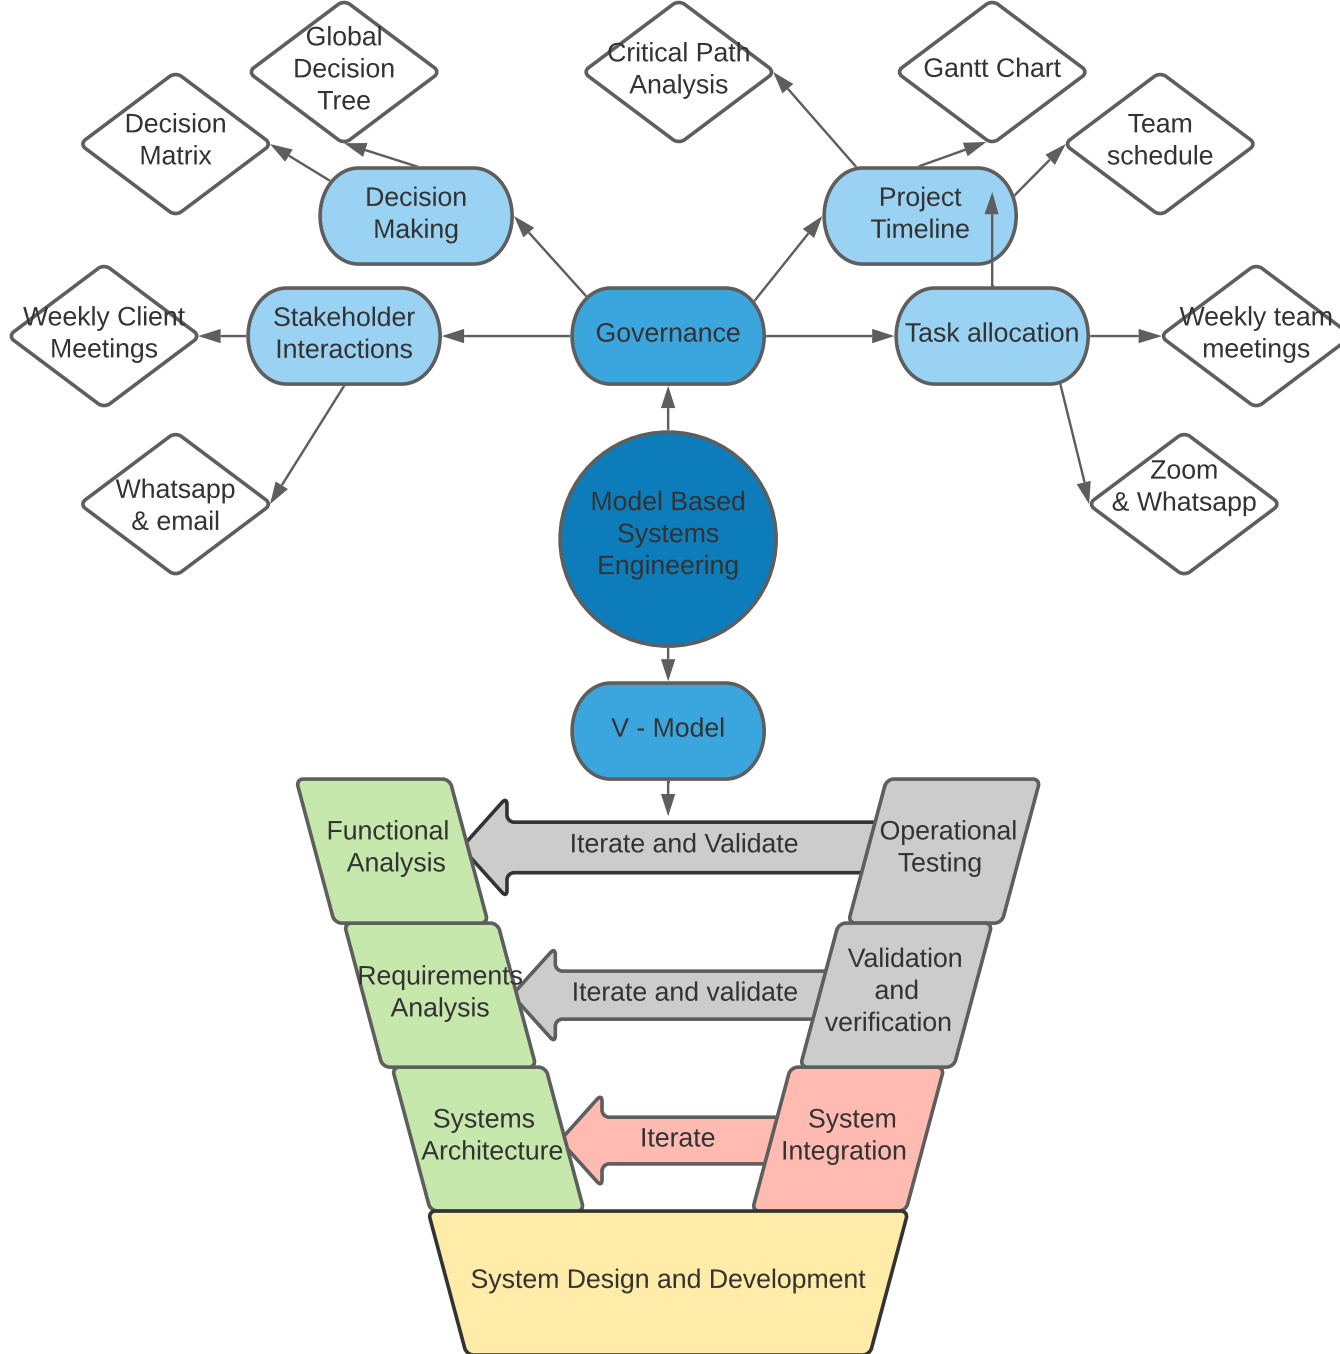 Global
Decision
Tree
Critical Path
Analysis
Gantt Chart
Decision
Matrix
Team
schedule
Decision
Making
Project
Timeline
Weekly Client
Meetings
Stakeholder
Interactions
Governance
Task allocation
Weekly team
meetings
Whatsapp
& email
Model Based
Systems
Engineering
Zoom
& Whatsapp
V - Model
Functional
Analysis
Iterate and Validate
Operational
Testing
Requirements
Analysis
Iterate and validate
Validation
and
verification
Systems
Architecture
Iterate
System
Integration
System Design and Development